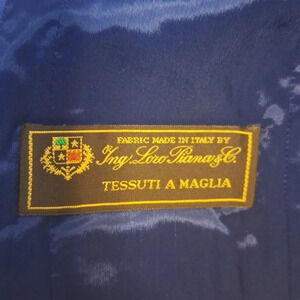 FABRIC MADE IN ITALY BY
Ing. Loro Piana & C.
TESSUTI A MAGLIA